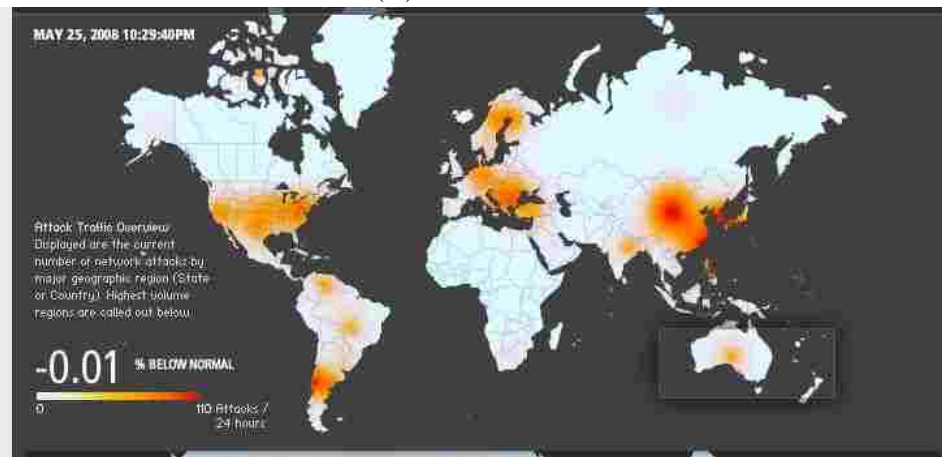 MAY 25, 2008 10:29:40PM
Attack Traffic Overview
Displayed are the current
number of network attacks by
major geographic region (State
or Country). Highest volume
regions are called out below.
-0.01 % BELOW NORMAL
0 110 Attacks /
24 hours